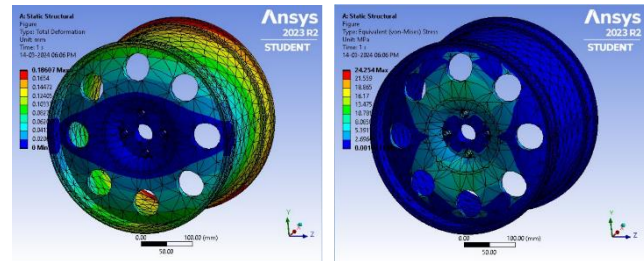 A: Static Structural
Figure
Type: Total Deformation
Unit: mm
Time: 1 s
14-05-2024 06:06 PM
0.18607 Max
0.1654
0.14472
0.12405
0 Min
Ansys
2023 R2
STUDENT
Y
Z
0.00
100.00 (mm)
50.00
A: Static Structural
Figure
Type: Equivalent (von-Mises) Stress
Unit: MPa
Time: 1 s
14-05-2024 06:06 PM
24.254 Max
21.559
18.865
16.17
13.475
10.781
5.391
Ansys
2023 R2
STUDENT
Y
Z
0.00
100.00 (mm)
50.00